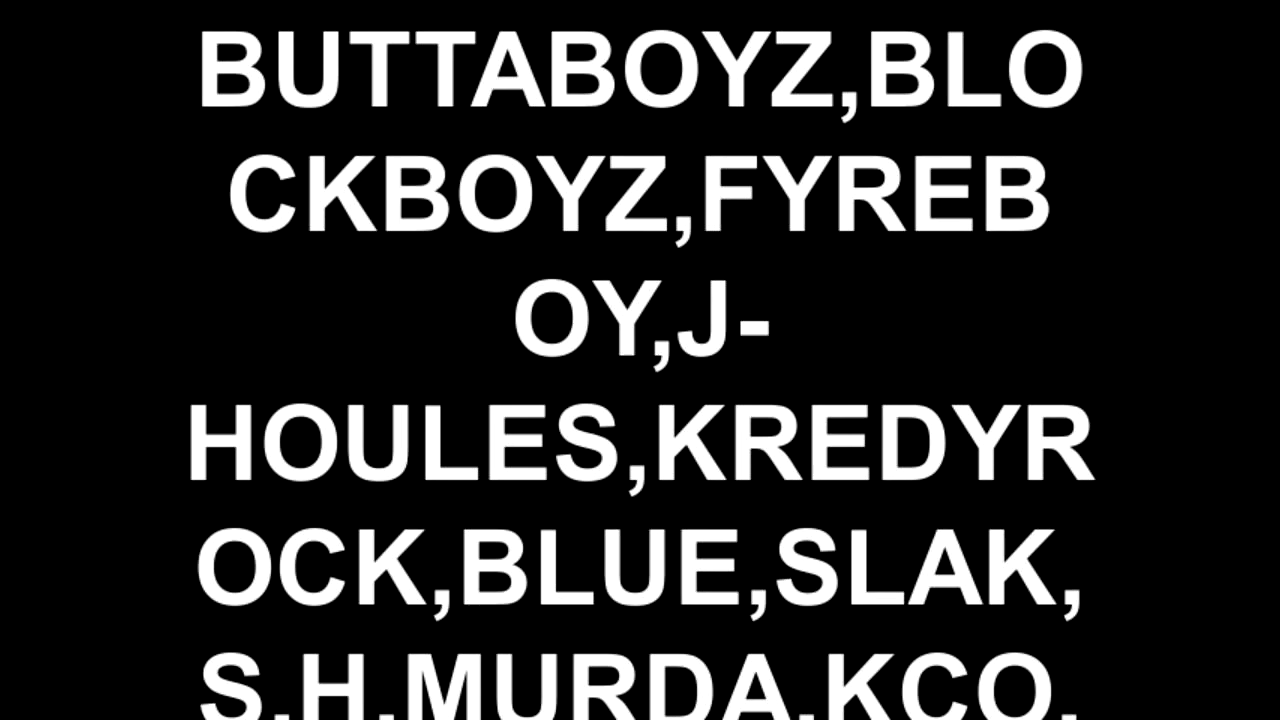 BUTTABOYZ,BLO
CKBOYZ,FYREB
OY,J-
HOULES,KREDYR
OCK,BLUE,SLAK,
S.H.MURDA,KCO,